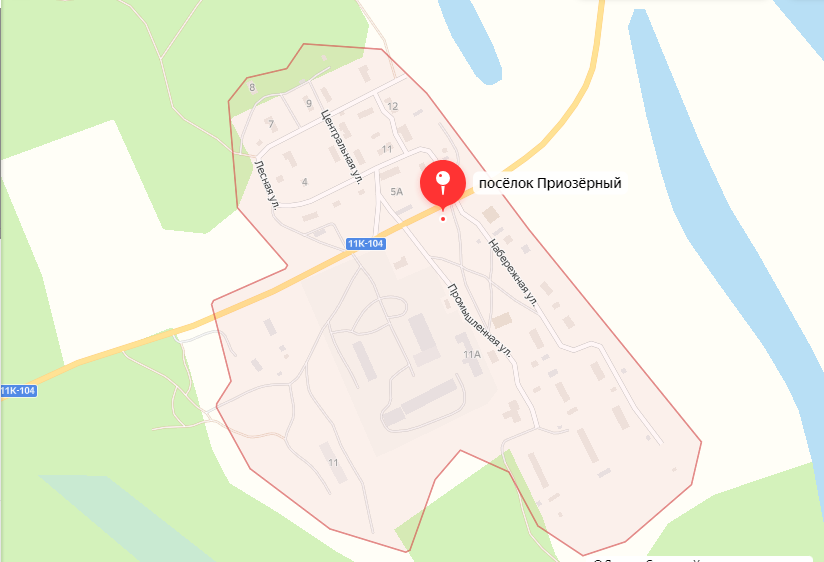 8
9
12
7
Центральная ул.
11
Лесная ул.
4
5А
посёлок Приозёрный
11К-104
Набережная ул.
Промышленная ул.
11А
11К-104
11